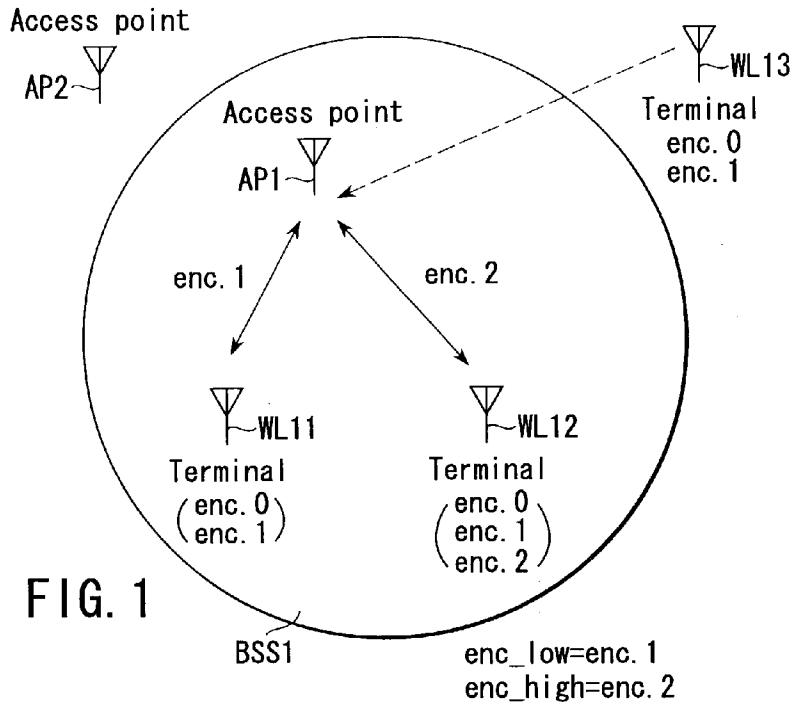 Access point
AP2
WL13
Terminal
enc.0
enc.1
Access point
AP1
enc.1
enc.2
WL11
Terminal
(enc.0
enc.1)
WL12
Terminal
(enc.0
enc.1
enc.2)
FIG. 1
BSS1
enc_low=enc.1
enc_high=enc.2